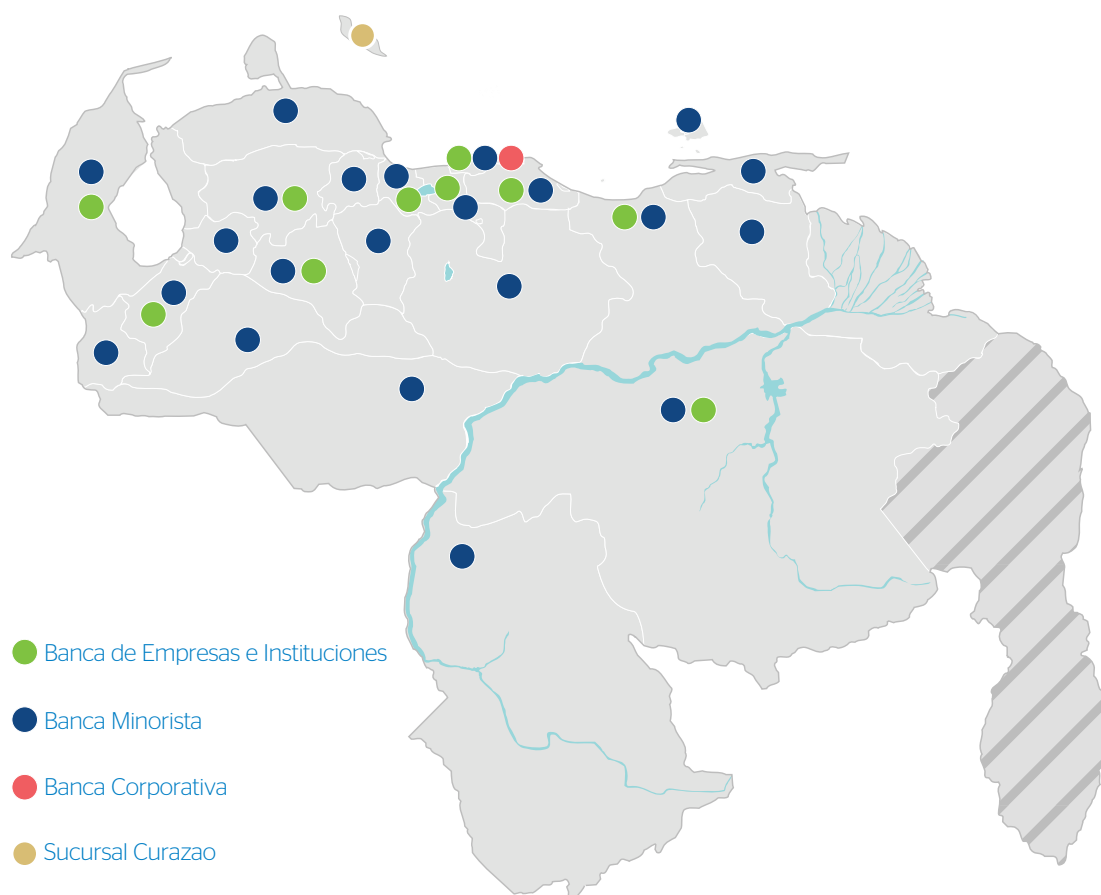 Banca de Empresas e Instituciones
Banca Minorista
Banca Corporativa
Sucursal Curazao